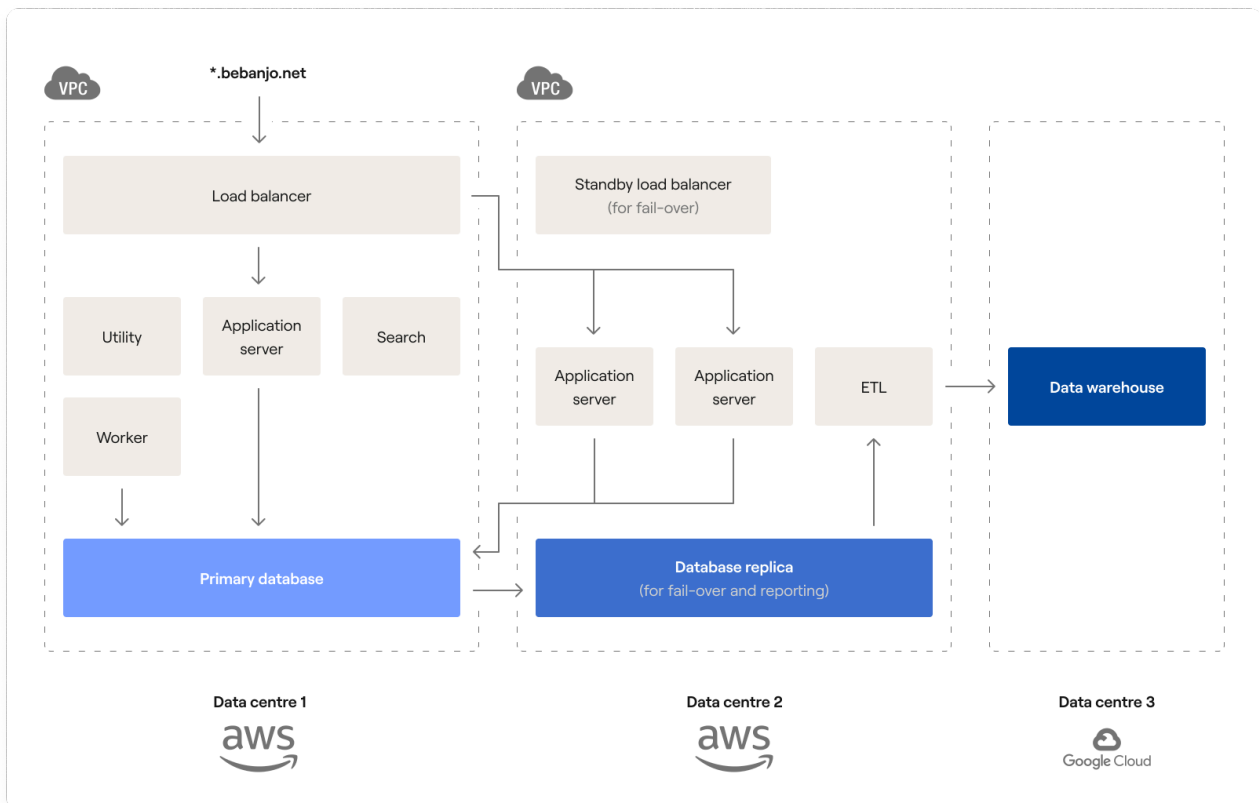 *.bebanjo.net
VPC
VPC
Load balancer
Standby load balancer
(for fail-over)
Utility
Application
server
Search
Application
server
Application
server
ETL
Data warehouse
Worker
Primary database
Database replica
(for fail-over and reporting)
Data centre 1
Data centre 2
Data centre 3
aws
aws
Google Cloud